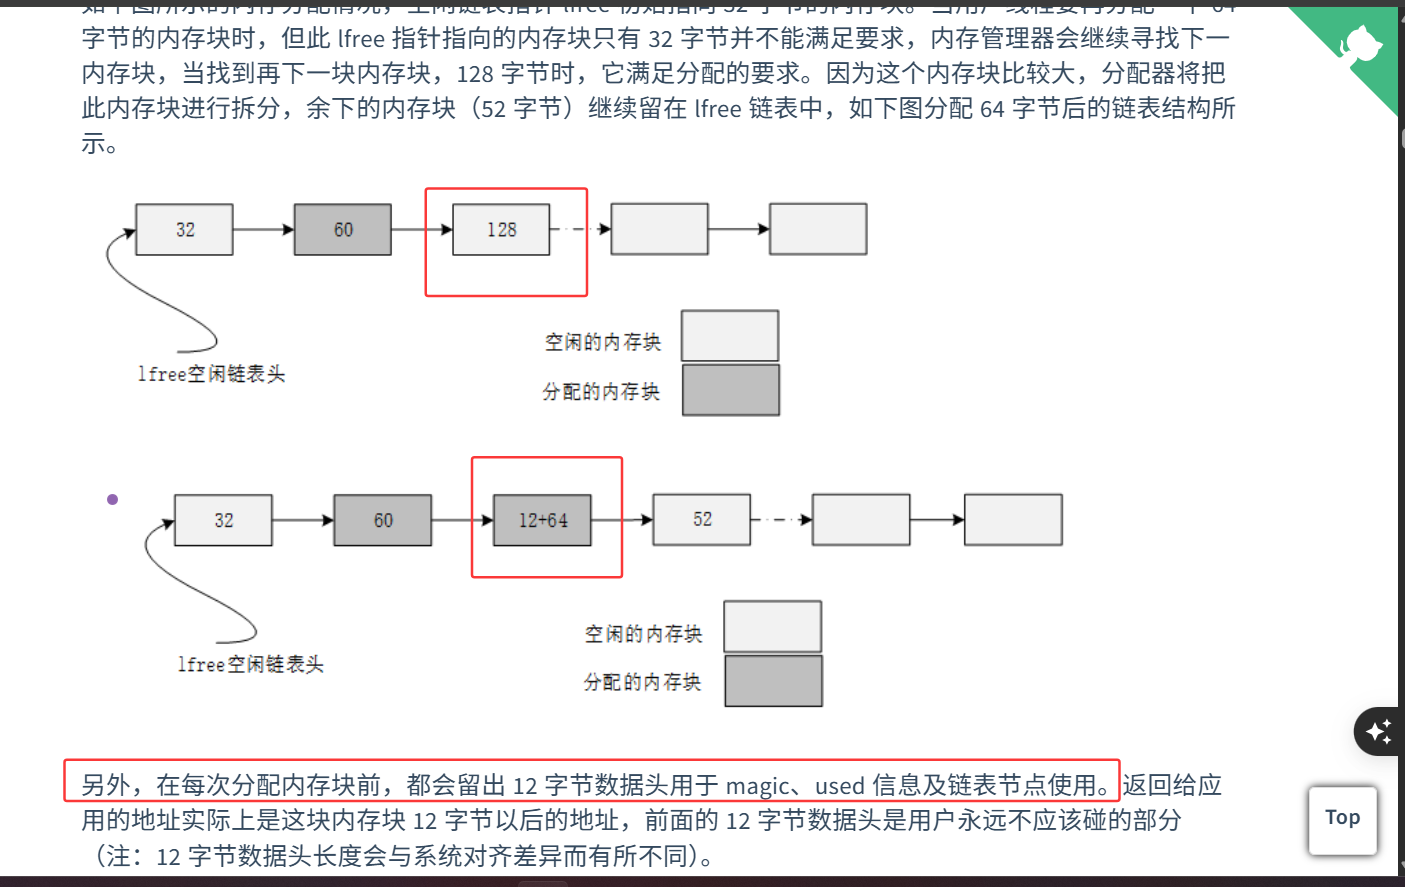 字节的内存块时，但此 lfree 指针指向的内存块只有 32 字节并不能满足要求，内存管理器会继续寻找下一
内存块，当找到再下一块内存块，128 字节时，它满足分配的要求。因为这个内存块比较大，分配器将把
此内存块进行拆分，余下的内存块（52 字节）继续留在 lfree 链表中，如下图分配 64 字节后的链表结构所
示。
32
60
128
空闲的内存块
lfree空闲链表头
分配的内存块
32
60
12+64
52
空闲的内存块
lfree空闲链表头
分配的内存块
另外，在每次分配内存块前，都会留出 12 字节数据头用于 magic、used 信息及链表节点使用。返回给应
用的地址实际上是这块内存块 12 字节以后的地址，前面的 12 字节数据头是用户永远不应该碰的部分
（注：12 字节数据头长度会与系统对齐差异而有所不同）。
Top